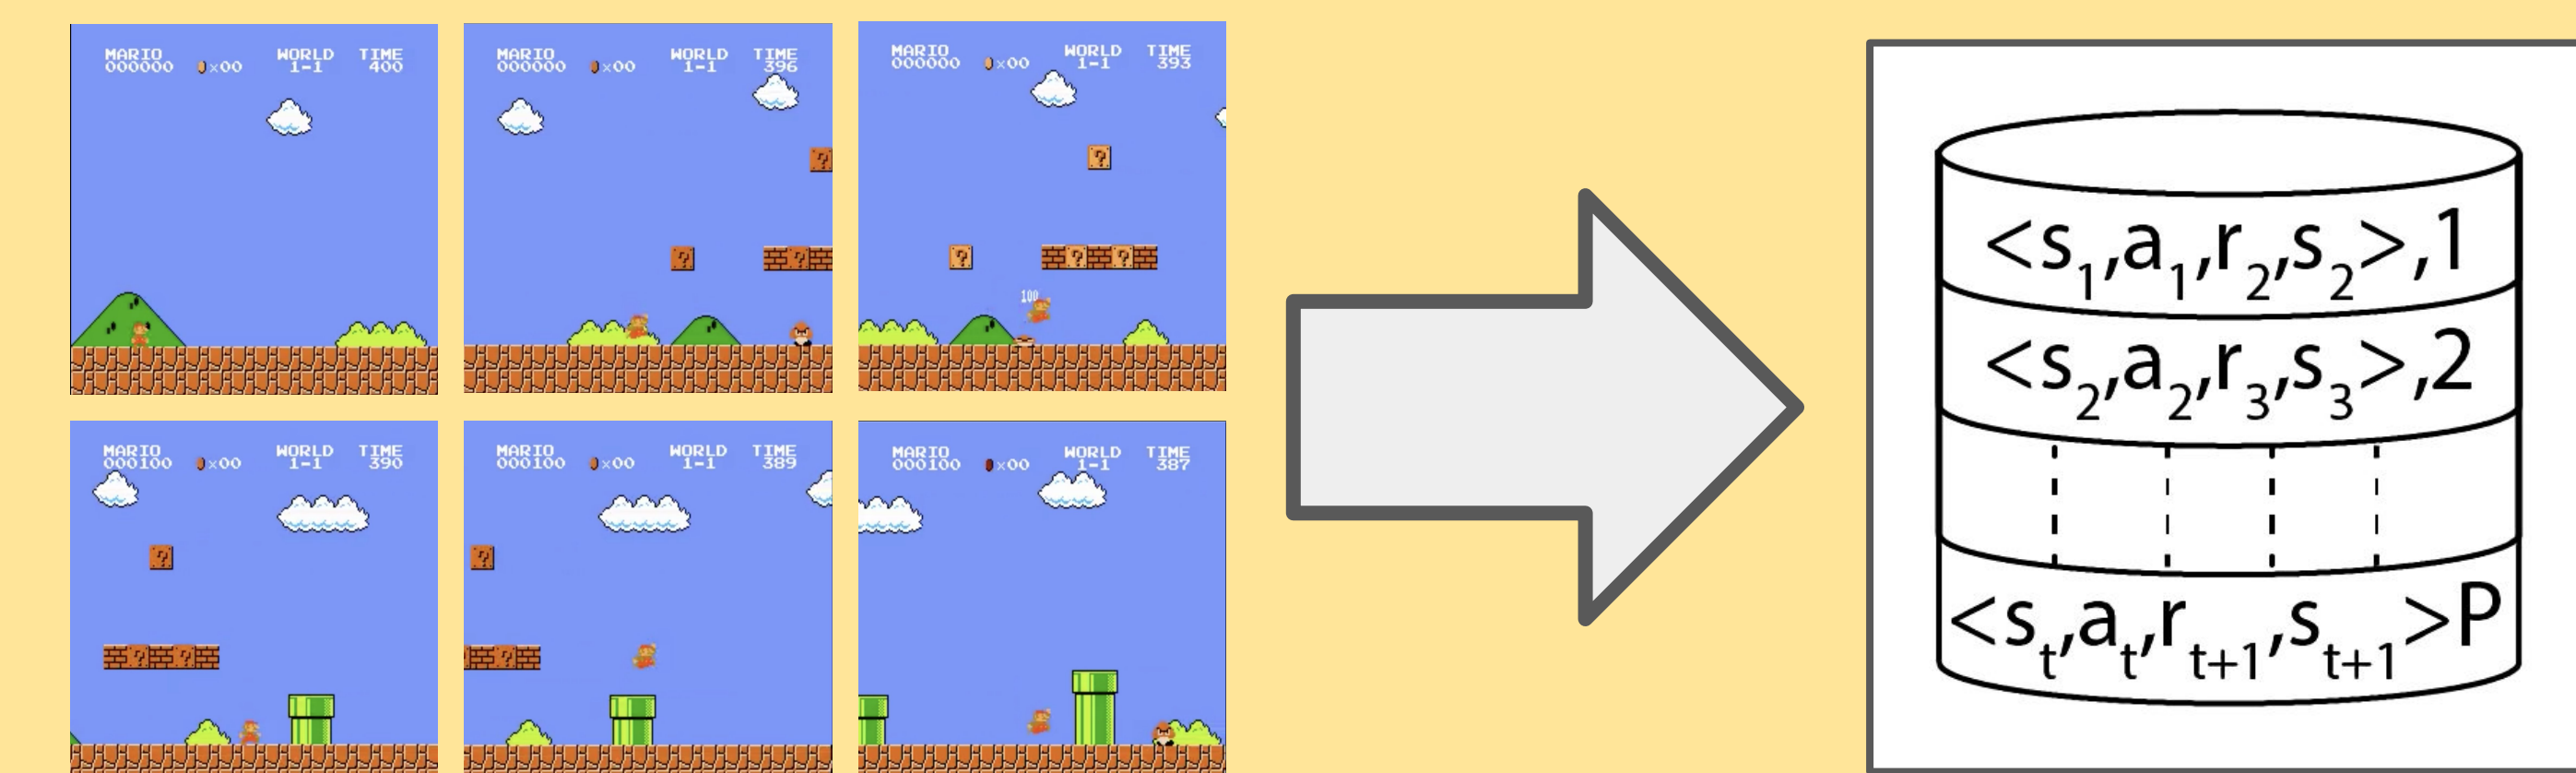 MARIO WORLD TIME
000000 ×00 1-1 400
MARIO WORLD TIME
000000 ×00 1-1 396
?
? ?
MARIO WORLD TIME
000000 ×00 1-1 393
?
? ? ?
100
MARIO WORLD TIME
000100 ×00 1-1 390
?
? ?
MARIO WORLD TIME
000100 ×00 1-1 389
?
?
MARIO WORLD TIME
000100 ×00 1-1 387
<s₁,a₁,r₂,s₂>,1
<s₂,a₂,r₃,s₃>,2
<sₜ,aₜ,rₜ₊₁,sₜ₊₁>P